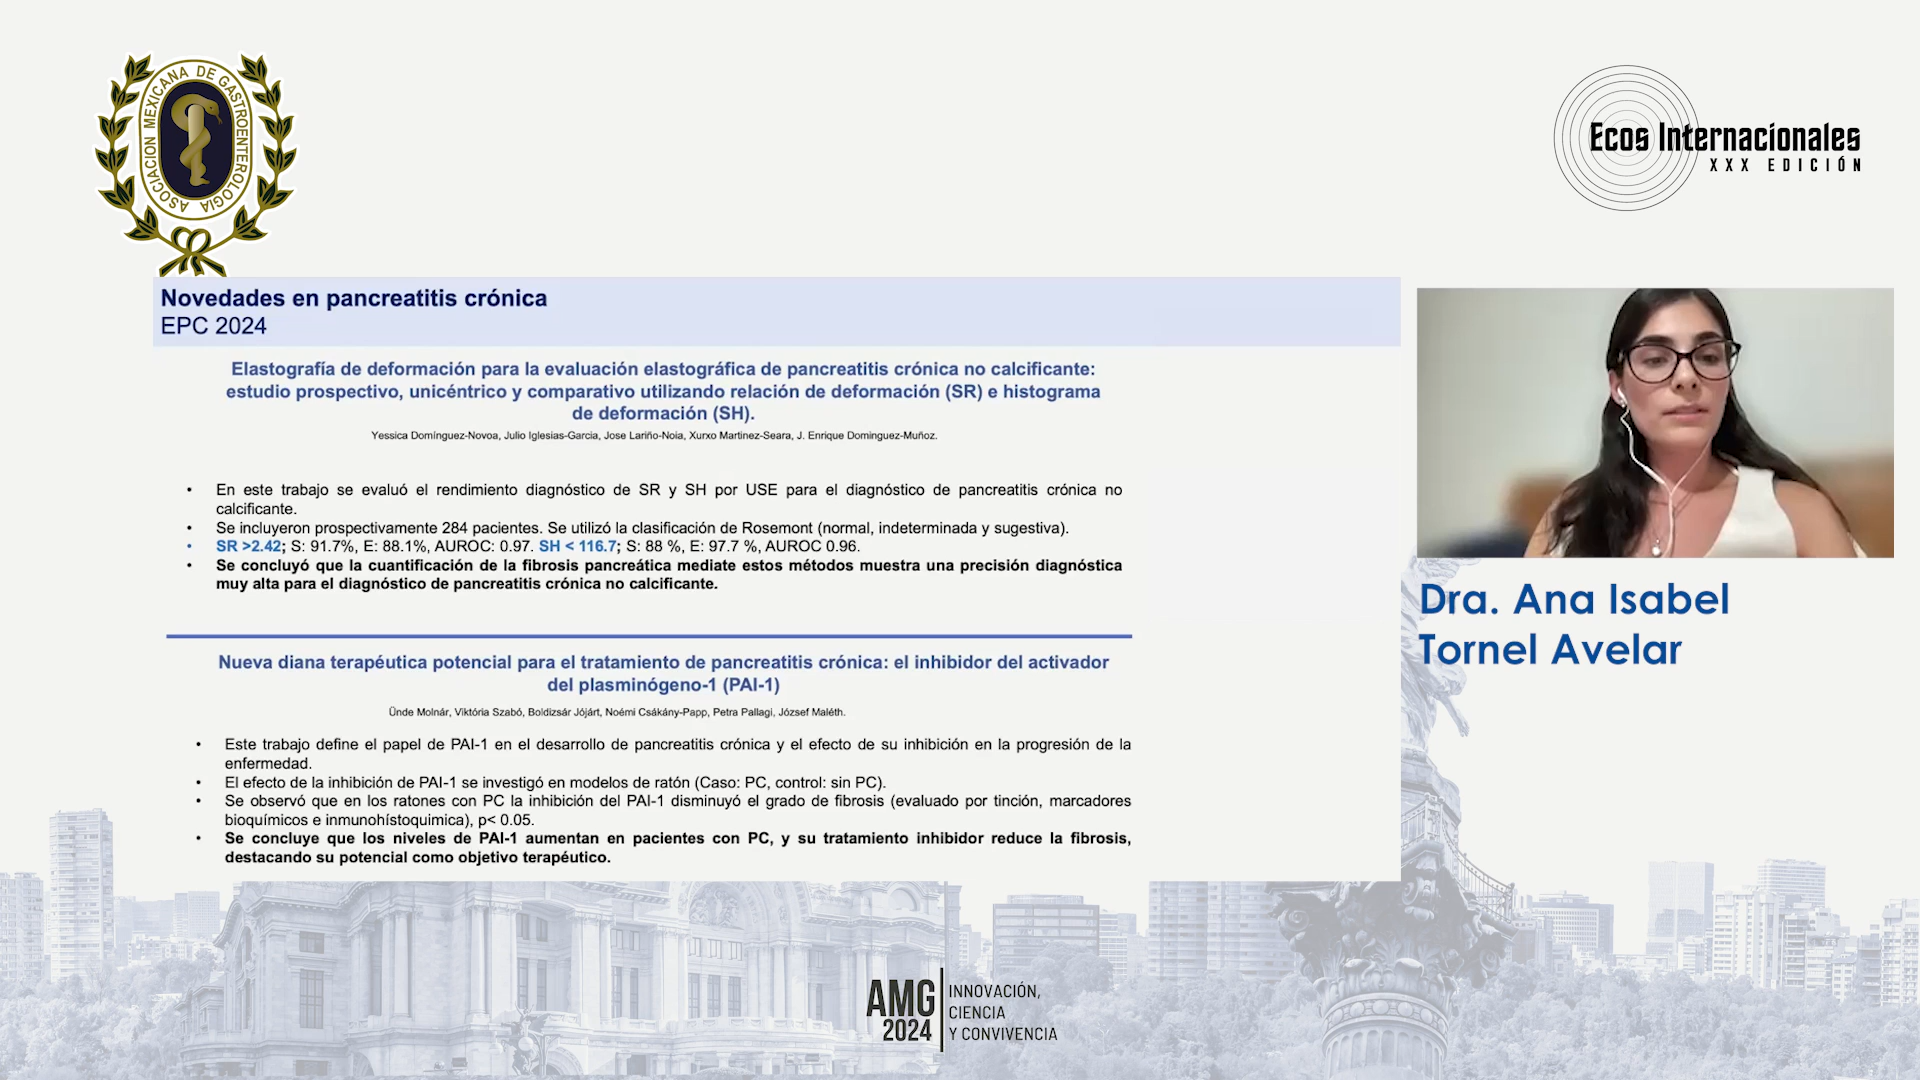 ASOCIACION MEXICANA DE GASTROENTEROLOGIA
ASV VIGIA
Ecos Internacionales
XXX EDICIÓN
Novedades en pancreatitis crónica
EPC 2024
Elastografía de deformación para la evaluación elastográfica de pancreatitis crónica no calcificante:
estudio prospectivo, unicéntrico y comparativo utilizando relación de deformación (SR) e histograma
de deformación (SH).
Yessica Domínguez-Novoa, Julio Iglesias-Garcia, Jose Lariño-Noia, Xurxo Martinez-Seara, J. Enrique Dominguez-Muñoz.
• En este trabajo se evaluó el rendimiento diagnóstico de SR y SH por USE para el diagnóstico de pancreatitis crónica no
calcificante.
• Se incluyeron prospectivamente 284 pacientes. Se utilizó la clasificación de Rosemont (normal, indeterminada y sugestiva).
• SR >2.42; S: 91.7%, E: 88.1%, AUROC: 0.97. SH < 116.7; S: 88 %, E: 97.7 %, AUROC 0.96.
• Se concluyó que la cuantificación de la fibrosis pancreática mediate estos métodos muestra una precisión diagnóstica
muy alta para el diagnóstico de pancreatitis crónica no calcificante.
Nueva diana terapéutica potencial para el tratamiento de pancreatitis crónica: el inhibidor del activador
del plasminógeno-1 (PAI-1)
Ünde Molnár, Viktória Szabó, Boldizsár Jójárt, Noémi Csákány-Papp, Petra Pallagi, József Maléth.
• Este trabajo define el papel de PAI-1 en el desarrollo de pancreatitis crónica y el efecto de su inhibición en la progresión de la
enfermedad.
• El efecto de la inhibición de PAI-1 se investigó en modelos de ratón (Caso: PC, control: sin PC).
• Se observó que en los ratones con PC la inhibición del PAI-1 disminuyó el grado de fibrosis (evaluado por tinción, marcadores
bioquímicos e inmunohístoquimica), p< 0.05.
• Se concluye que los niveles de PAI-1 aumentan en pacientes con PC, y su tratamiento inhibidor reduce la fibrosis,
destacando su potencial como objetivo terapéutico.
Dra. Ana Isabel
Tornel Avelar
AMG
2024
INNOVACIÓN,
CIENCIA
Y CONVIVENCIA